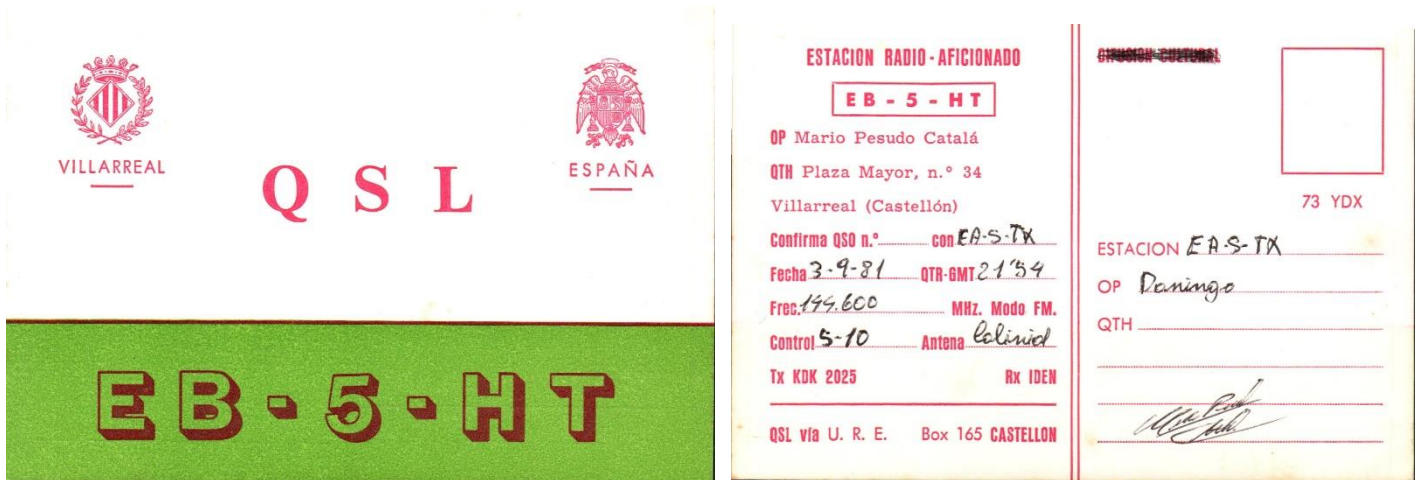 VILLARREAL
ESPAÑA
QSL
EB-5-HT
ESTACION RADIO-AFICIONADO
EB-5-HT
OP Mario Pesudo Catalá
QTH Plaza Mayor, n.º 34
Villarreal (Castellón)
Confirma QSO n.º con EA-5-TX
Fecha 3-9-81 QTR-GMT 21'54
Frec. 144.600 MHz. Modo FM.
Control 5-10 Antena
Tx KDK 2025 Rx IDEN
QSL vía U. R. E. Box 165 CASTELLON
73 YDX
ESTACION EA-5-TX
OP Domingo
QTH